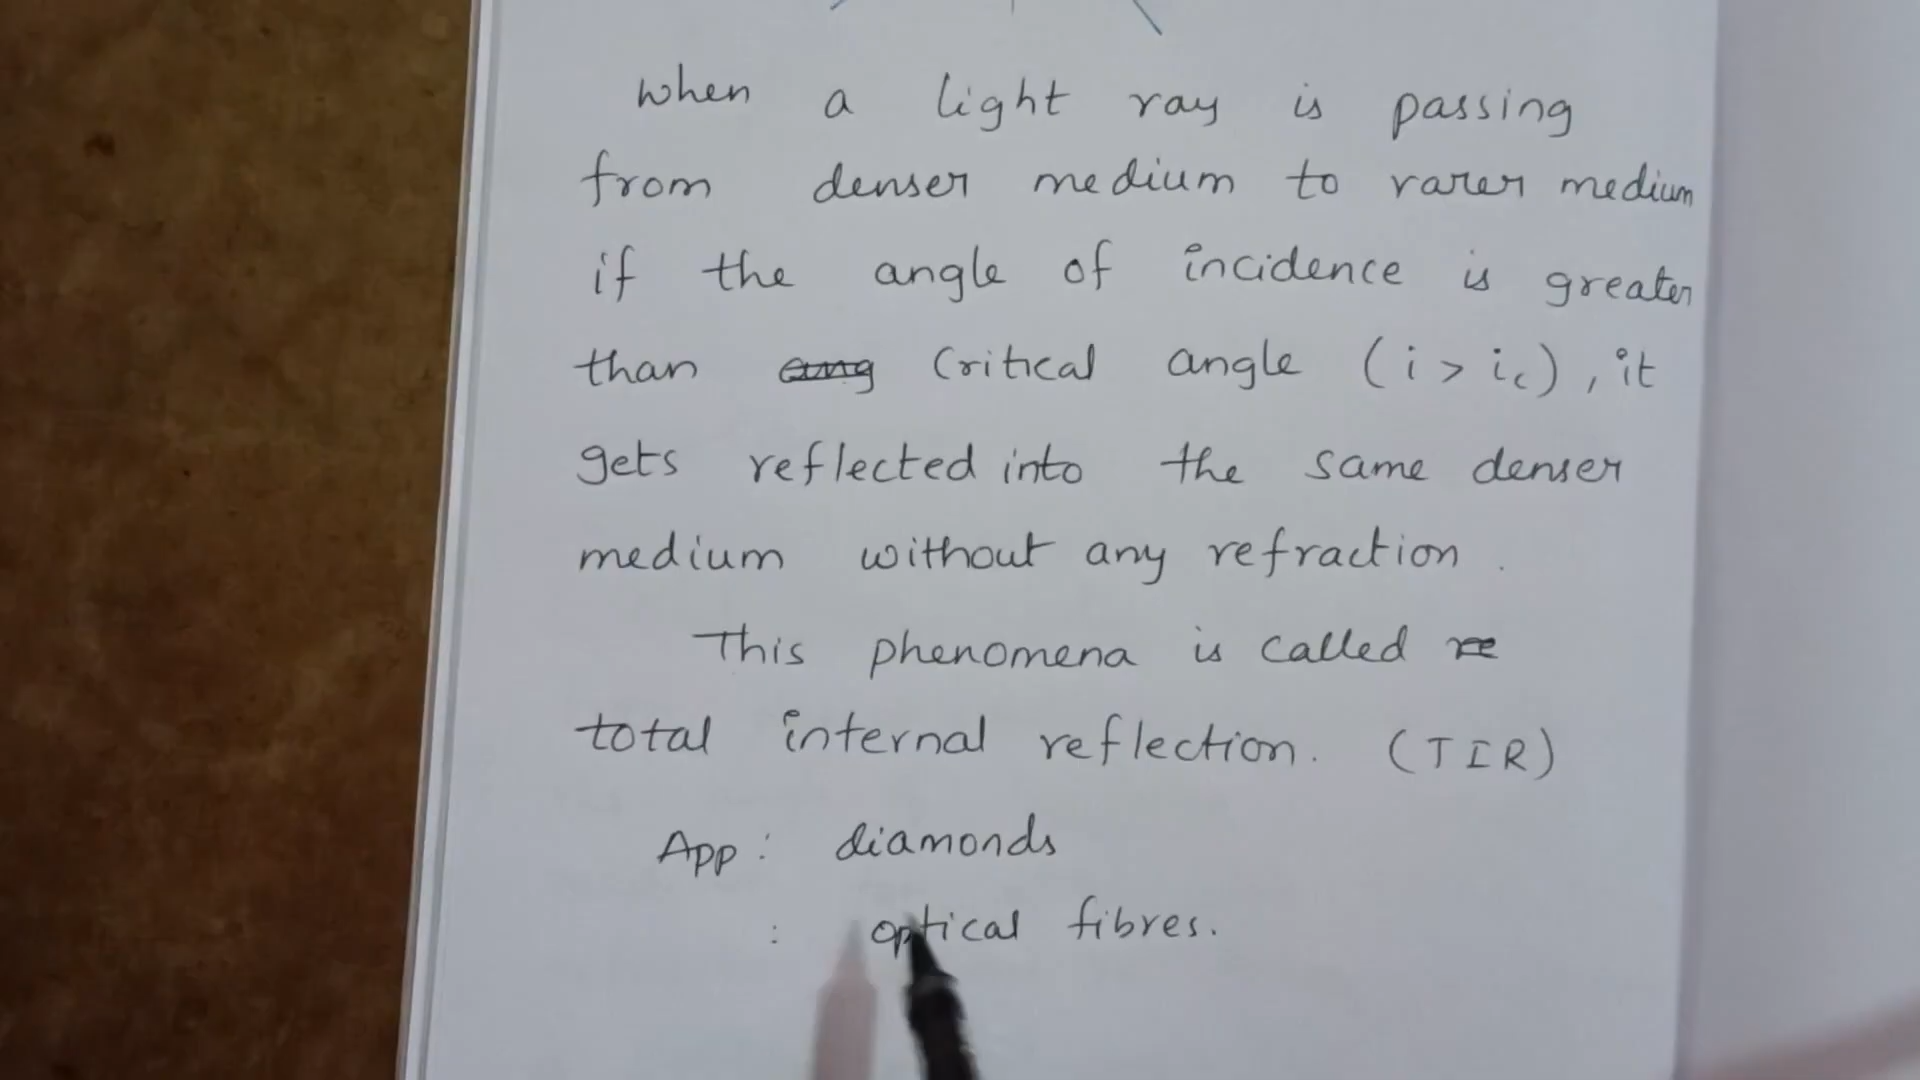 when a light ray is passing
from denser medium to rarer medium
if the angle of incidence is greater
than ang critical angle (i > ic), it
gets reflected into the same denser
medium without any refraction.
This phenomena is called re
total internal reflection. (TIR)
App: diamonds
: optical fibres.